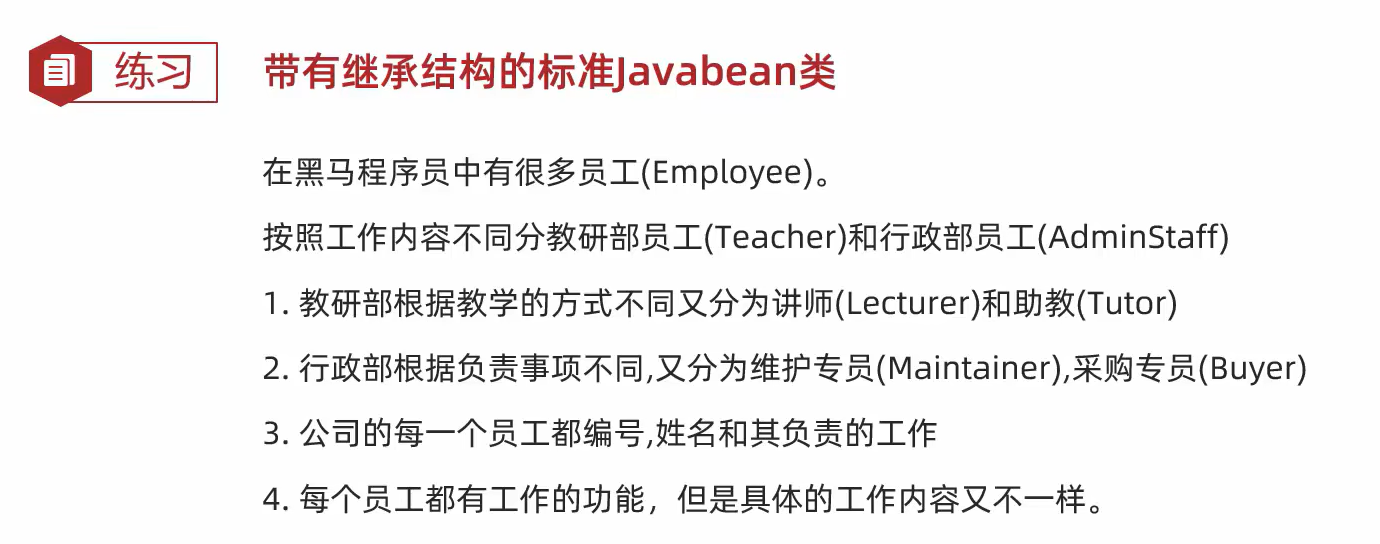 练习
带有继承结构的标准Javabean类
在黑马程序员中有很多员工(Employee)。
按照工作内容不同分教研部员工(Teacher)和行政部员工(AdminStaff)
1. 教研部根据教学的方式不同又分为讲师(Lecturer)和助教(Tutor)
2. 行政部根据负责事项不同,又分为维护专员(Maintainer),采购专员(Buyer)
3. 公司的每一个员工都编号,姓名和其负责的工作
4. 每个员工都有工作的功能，但是具体的工作内容又不一样。